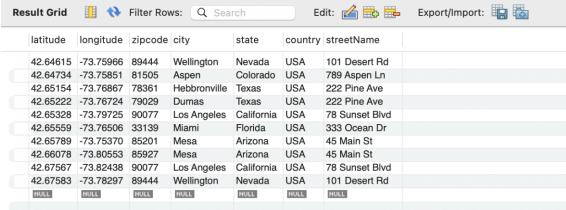 Result Grid Filter Rows: Search Edit: Export/Import:
latitude longitude zipcode city state country streetName
42.64615 -73.75966 89444 Wellington Nevada USA 101 Desert Rd
42.64734 -73.75851 81505 Aspen Colorado USA 789 Aspen Ln
42.65154 -73.76867 78361 Hebbronville Texas USA 222 Pine Ave
42.65222 -73.76724 79029 Dumas Texas USA 222 Pine Ave
42.65328 -73.79725 90077 Los Angeles California USA 78 Sunset Blvd
42.65559 -73.76506 33139 Miami Florida USA 333 Ocean Dr
42.65789 -73.75370 85201 Mesa Arizona USA 45 Main St
42.66078 -73.80553 85927 Mesa Arizona USA 45 Main St
42.67567 -73.82438 90077 Los Angeles California USA 78 Sunset Blvd
42.67583 -73.78297 89444 Wellington Nevada USA 101 Desert Rd
NULL NULL NULL NULL NULL NULL NULL